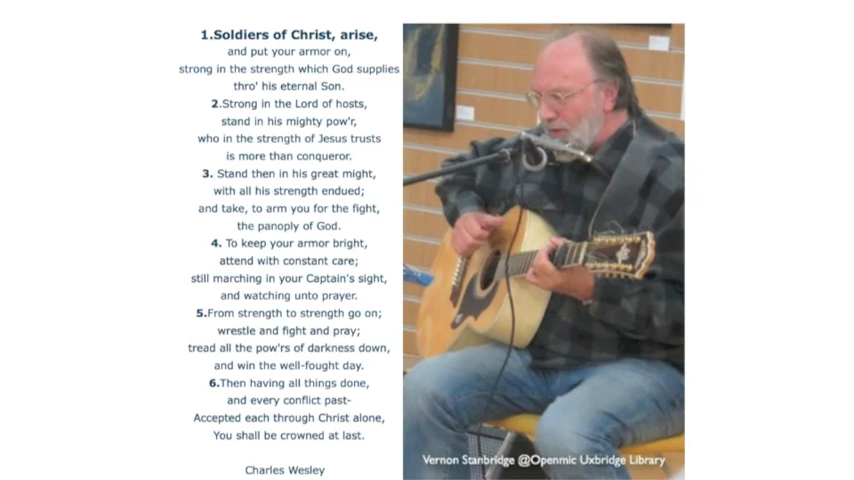 1.Soldiers of Christ, arise,
and put your armor on,
strong in the strength which God supplies
thro' his eternal Son.
2.Strong in the Lord of hosts,
stand in his mighty pow'r,
who in the strength of Jesus trusts
is more than conqueror.
3. Stand then in his great might,
with all his strength endued;
and take, to arm you for the fight,
the panoply of God.
4. To keep your armor bright,
attend with constant care;
still marching in your Captain's sight,
and watching unto prayer.
5.From strength to strength go on;
wrestle and fight and pray;
tread all the pow'rs of darkness down,
and win the well-fought day.
6.Then having all things done,
and every conflict past-
Accepted each through Christ alone,
You shall be crowned at last.
Charles Wesley
Vernon Stanbridge @Openmic Uxbridge Library